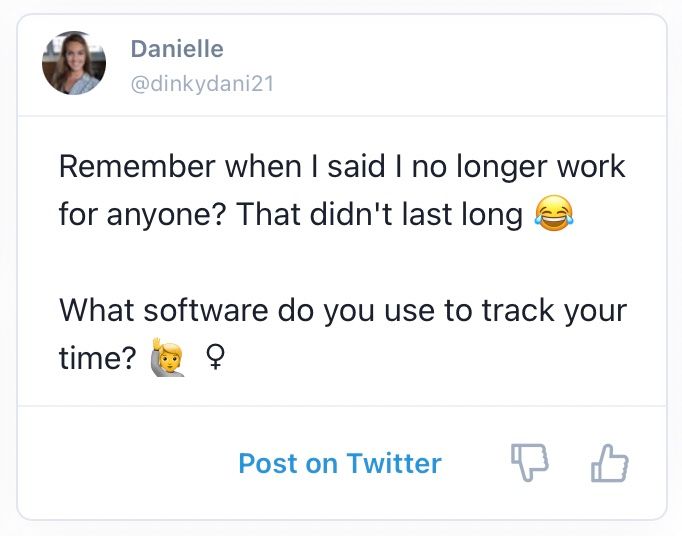 Danielle
@dinkydani21
Remember when I said I no longer work
for anyone? That didn't last long 😂
What software do you use to track your
time? 🙋 ♀
Post on Twitter